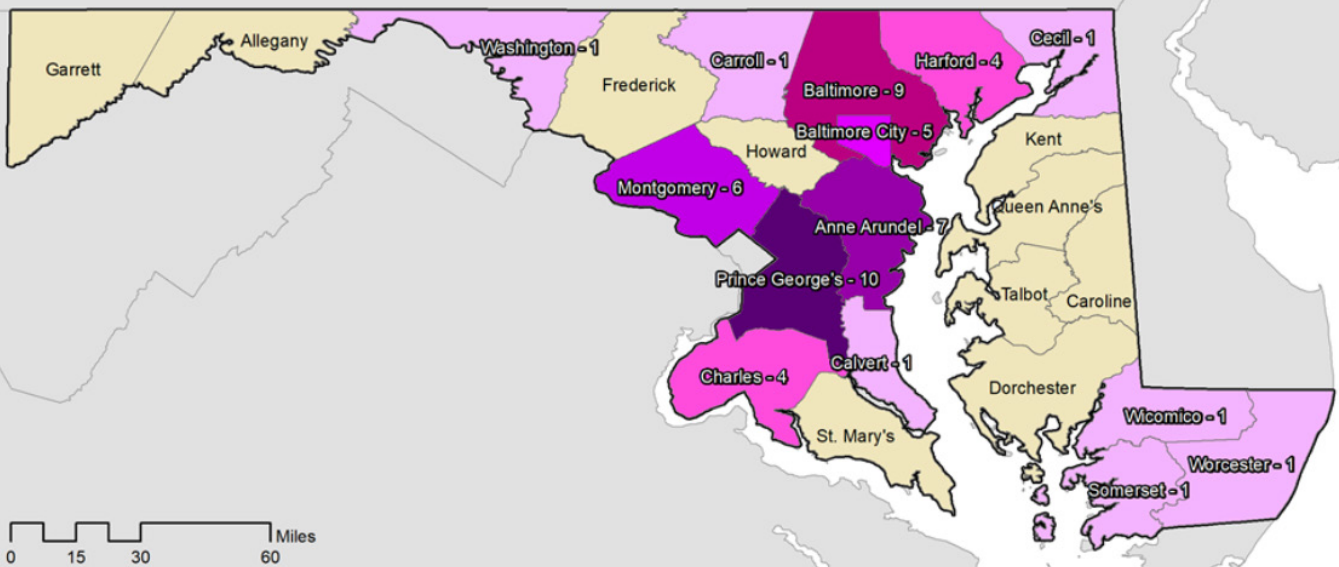 Garrett
Allegany
Washington - 1
Frederick
Carroll - 1
Baltimore - 9
Harford - 4
Cecil - 1
Baltimore City - 5
Howard
Kent
Montgomery - 6
Queen Anne's
Anne Arundel - 7
Prince George's - 10
Talbot
Caroline
Calvert - 1
Charles - 4
Dorchester
St. Mary's
Wicomico - 1
Worcester - 1
Somerset - 1
Miles
0 15 30 60